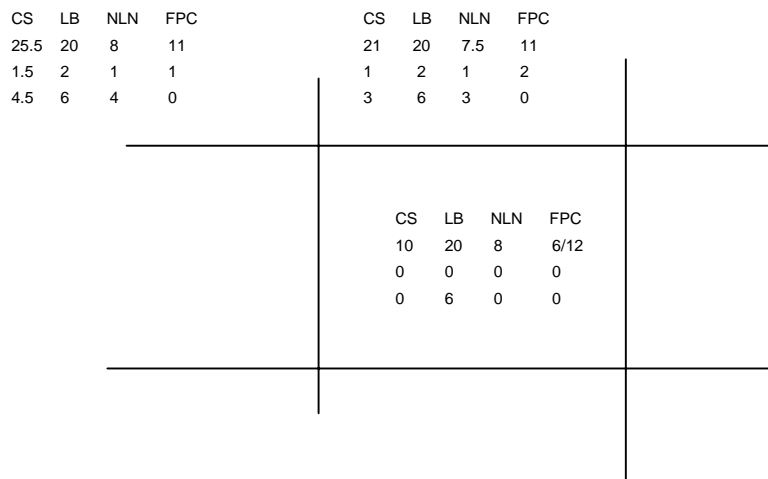 CS LB NLN FPC
25.5 20 8 11
1.5 2 1 1
4.5 6 4 0
CS LB NLN FPC
21 20 7.5 11
1 2 1 2
3 6 3 0
CS LB NLN FPC
10 20 8 6/12
0 0 0 0
0 6 0 0